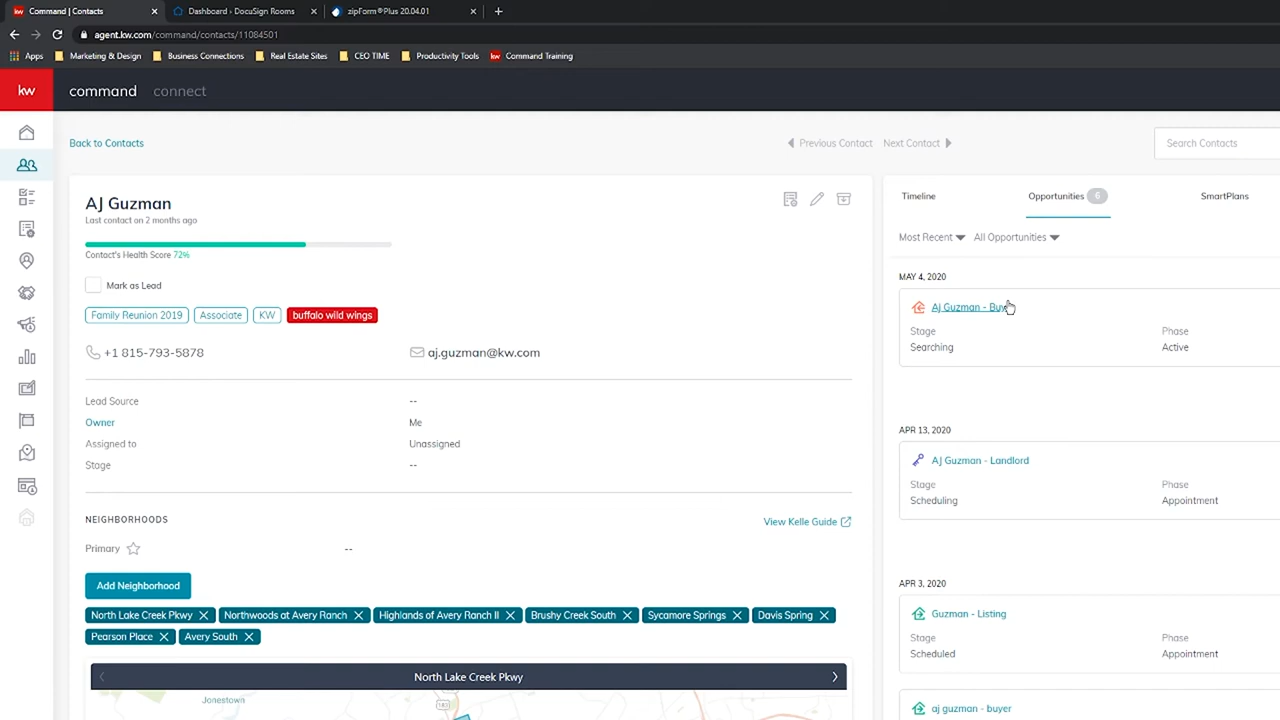 kw Command | Contacts
Dashboard - DocuSign Rooms
zipForm®Plus 20.04.01
agent.kw.com/command/contacts/11084501
Apps
Marketing & Design
Business Connections
Real Estate Sites
CEO TIME
Productivity Tools
kw Command Training
kw
command
connect
Back to Contacts
Previous Contact
Next Contact
Search Contacts
AJ Guzman
Last contact on 2 months ago
Contact's Health Score 72%
Mark as Lead
Family Reunion 2019
Associate
KW
buffalo wild wings
+1 815-793-5878
aj.guzman@kw.com
Lead Source
--
Owner
Me
Assigned to
Unassigned
Stage
--
NEIGHBORHOODS
View Kelle Guide
Primary
--
Add Neighborhood
North Lake Creek Pkwy
Northwoods at Avery Ranch
Highlands of Avery Ranch II
Brushy Creek South
Sycamore Springs
Davis Spring
Pearson Place
Avery South
North Lake Creek Pkwy
Jonestown
183
Timeline
Opportunities 6
SmartPlans
Most Recent
All Opportunities
MAY 4, 2020
Aj Guzman - Buyer
Stage
Phase
Searching
Active
APR 13, 2020
AJ Guzman - Landlord
Stage
Phase
Scheduling
Appointment
APR 3, 2020
Guzman - Listing
Stage
Phase
Scheduled
Appointment
aj guzman - buyer